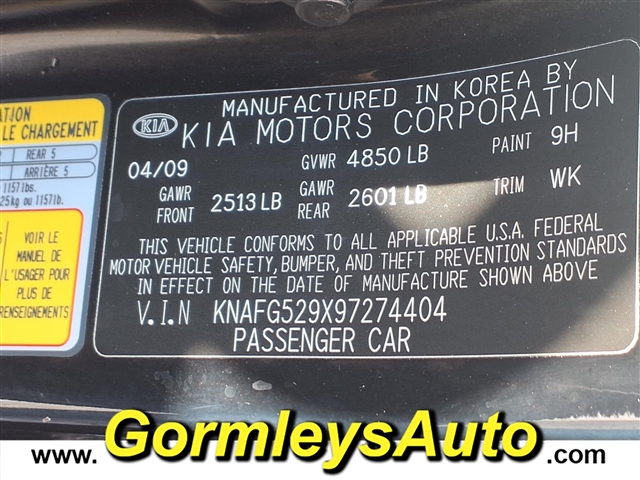 ATION
LE CHARGEMENT
REAR 5
ARRIÈRE 5
1157 lbs.
25kg ou 1157lb.
VOIR LE
MANUEL DE
L'USAGER POUR
PLUS DE
RENSEIGNEMENTS
MANUFACTURED IN KOREA BY
KIA KIA MOTORS CORPORATION
04/09 GVWR 4850 LB PAINT 9H
GAWR FRONT 2513 LB GAWR REAR 2601 LB TRIM WK
THIS VEHICLE CONFORMS TO ALL APPLICABLE U.S.A. FEDERAL
MOTOR VEHICLE SAFETY, BUMPER, AND THEFT PREVENTION STANDARDS
IN EFFECT ON THE DATE OF MANUFACTURE SHOWN ABOVE
V.I.N KNAFG529X97274404
PASSENGER CAR
www.GormleysAuto.com